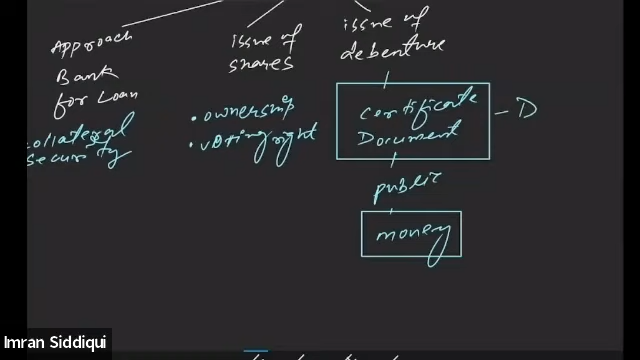 Approach
Bank
for Loan
collateral
security
issue of
shares
• ownership
• voting right
issue of
debenture
certificate
Document
- D
public
money
Imran Siddiqui